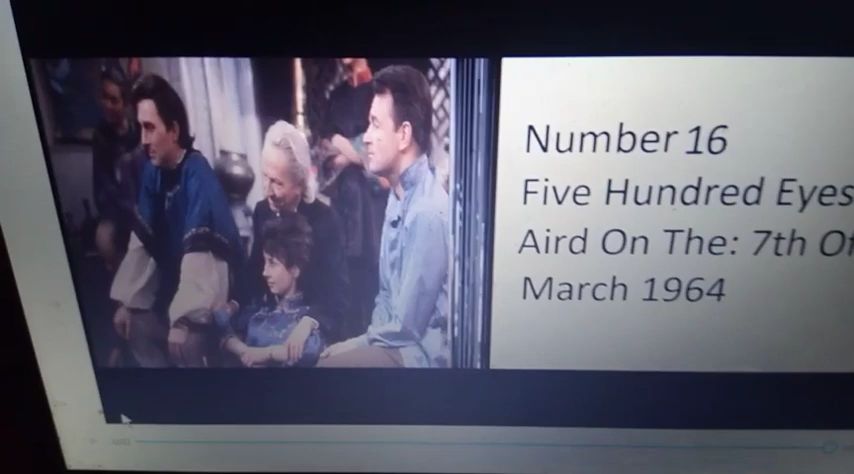 Number 16
Five Hundred Eyes
Aird On The: 7th Of
March 1964